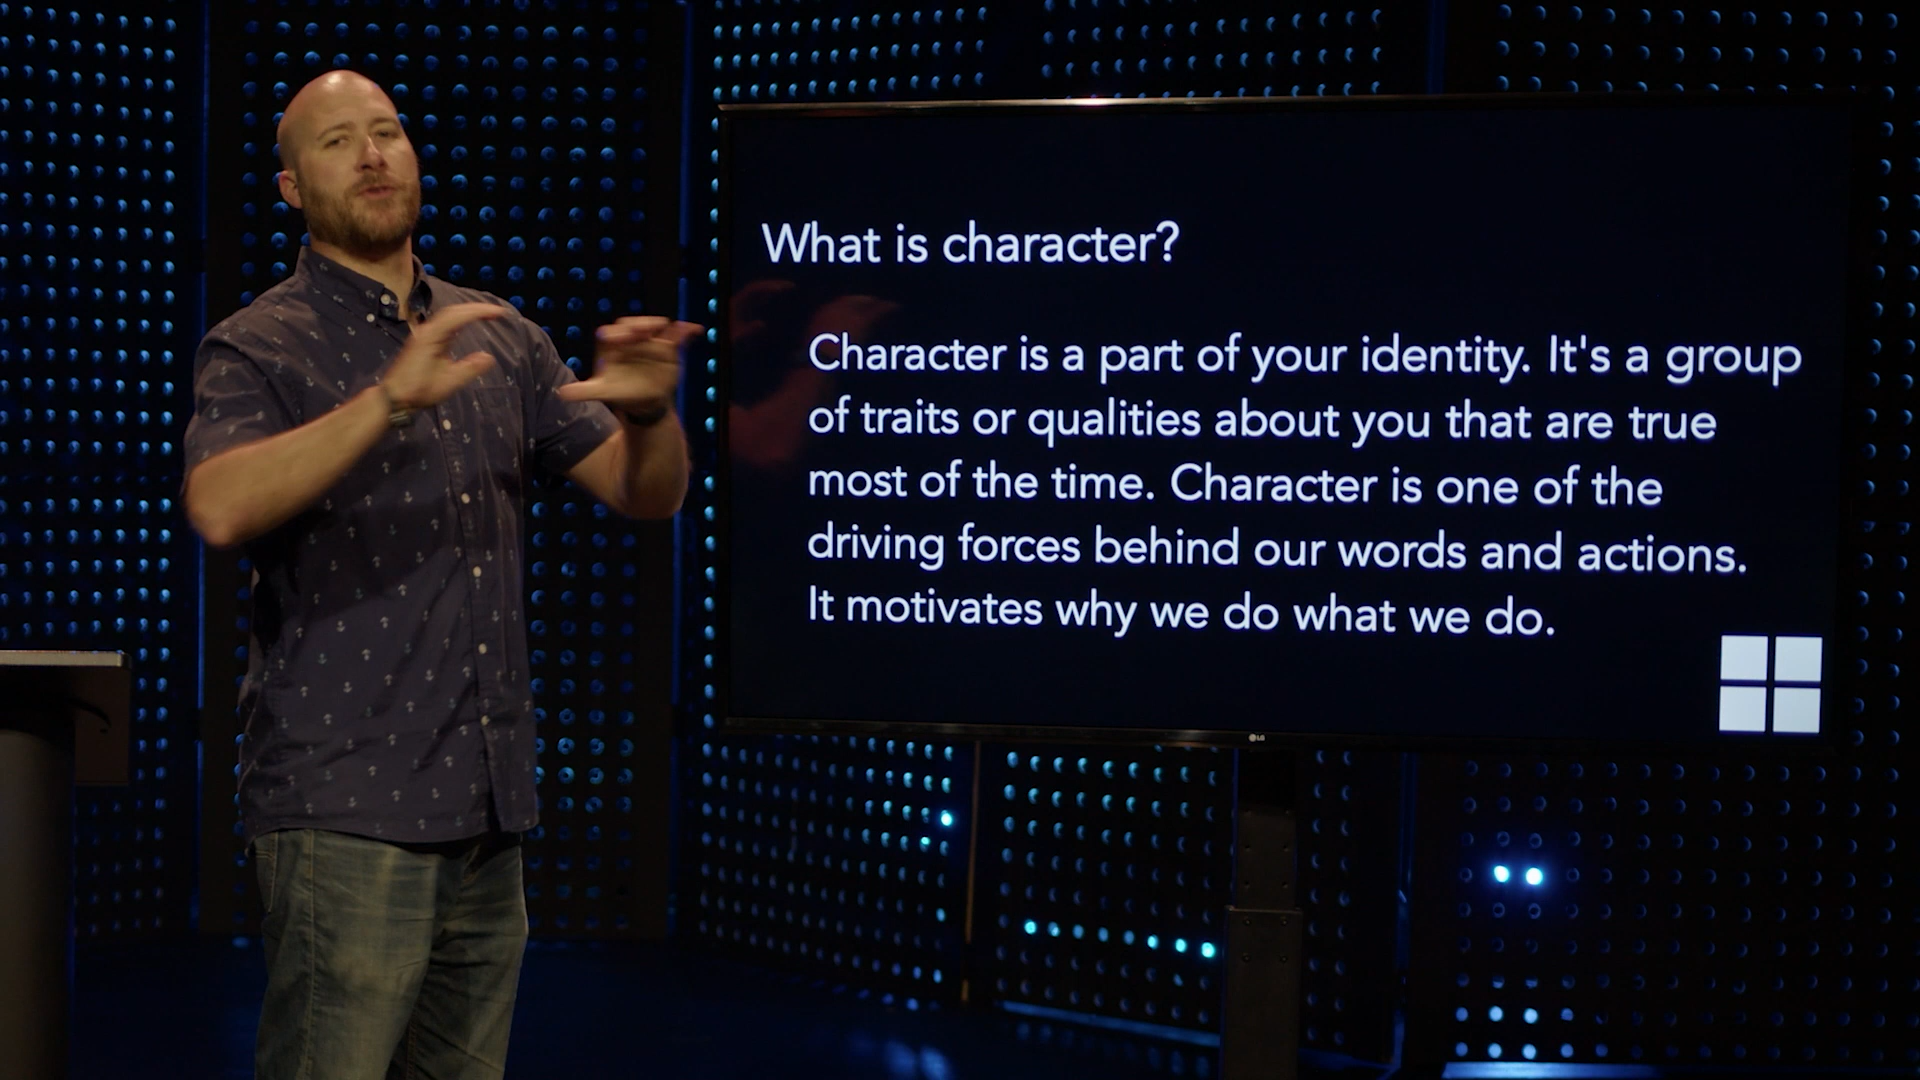 What is character?
Character is a part of your identity. It's a group
of traits or qualities about you that are true
most of the time. Character is one of the
driving forces behind our words and actions.
It motivates why we do what we do.
LG